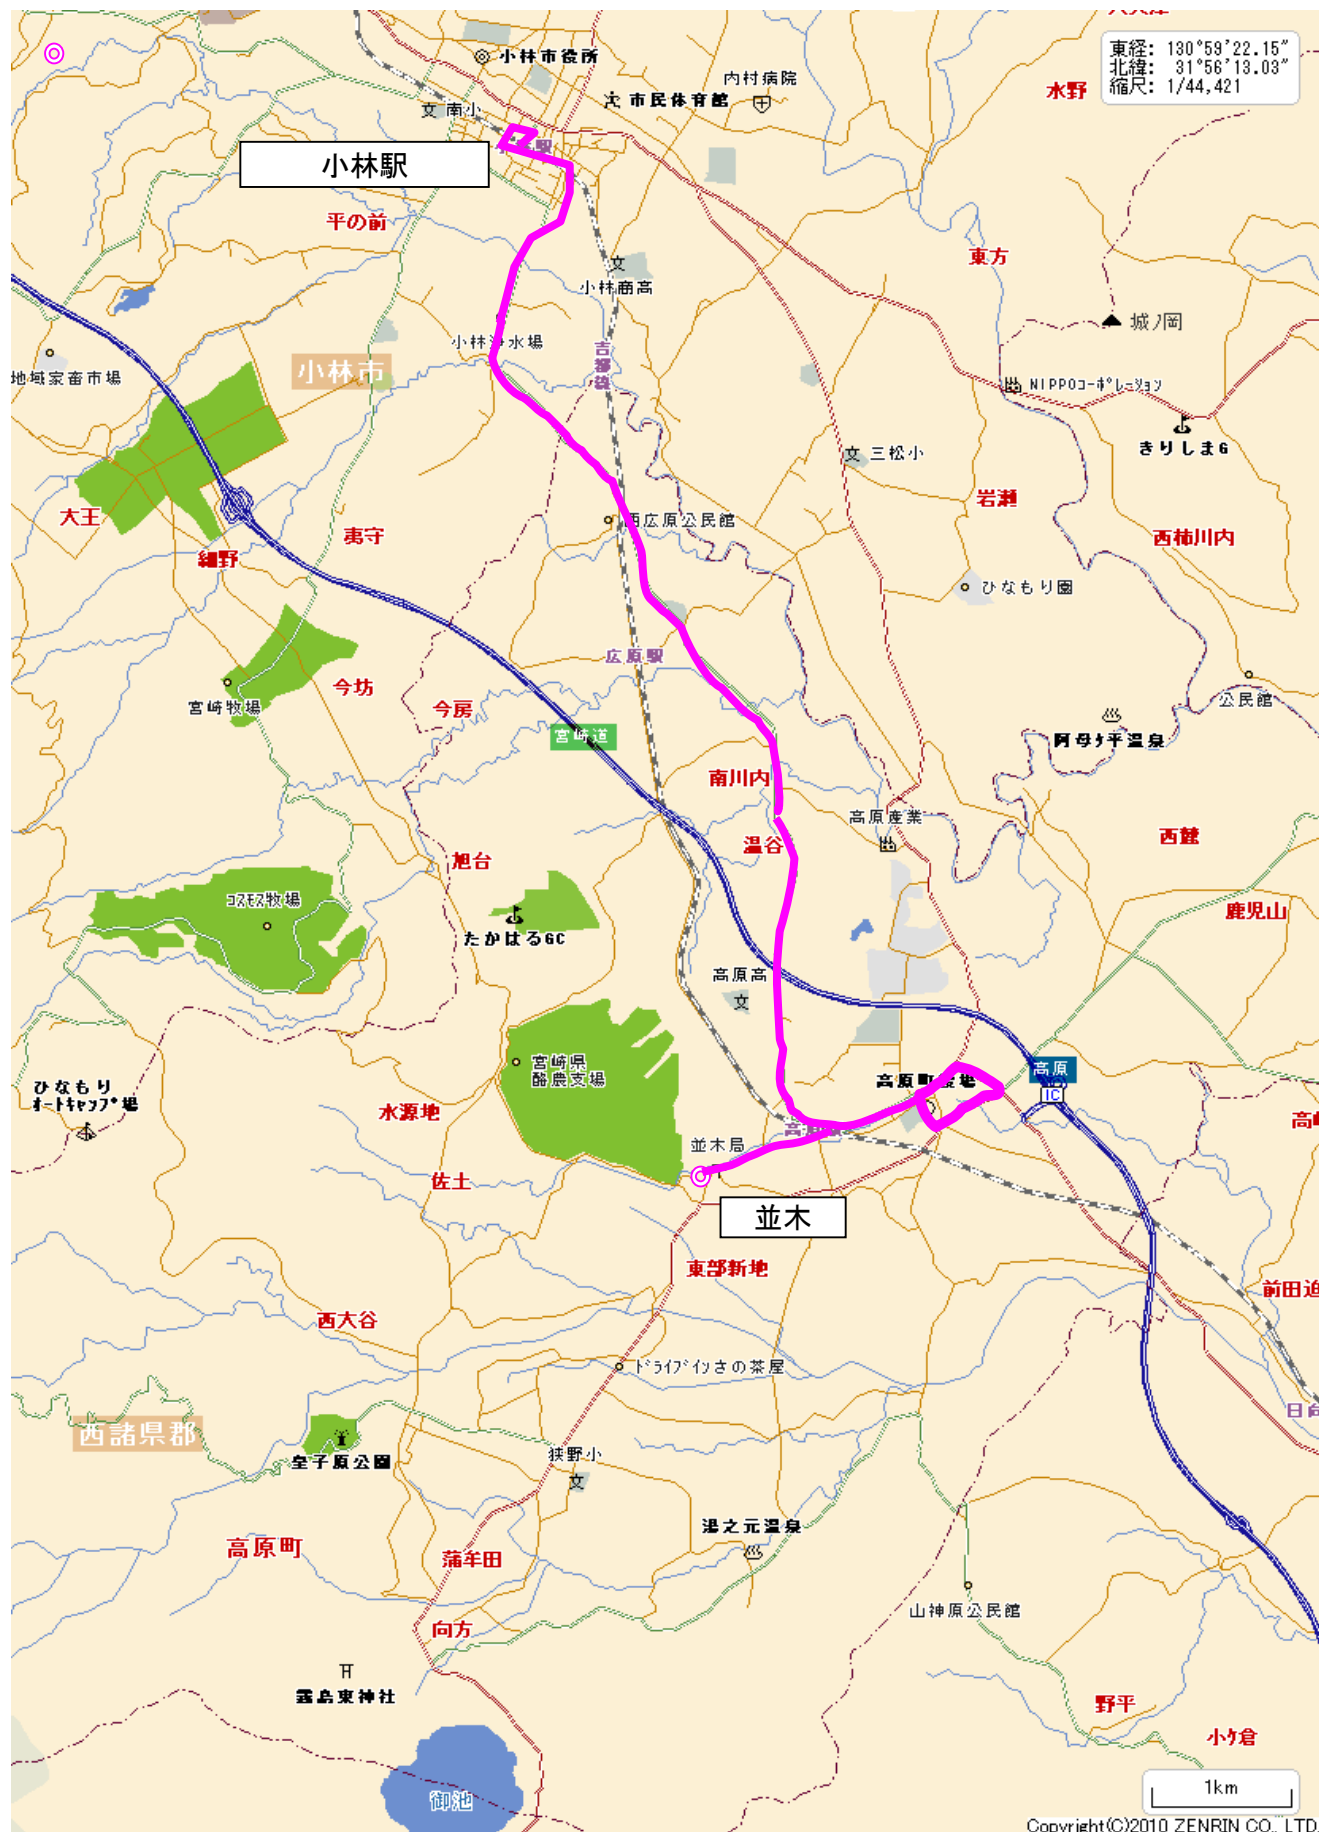 東経: 130°59'22.15"
北緯: 31°56'13.03"
縮尺: 1/44,421
小林市役所
内村病院
市民体育館
水野
南小
文
小林駅
平の前
東方
文
小林商高
城ノ岡
小林浄水場
吉都線
地域家畜市場
小林市
NIPPOコーポレーション
きりしまG
文
三松小
岩瀬
大王
夷守
西広原公民館
西柿川内
細野
ひなもり園
広原駅
宮崎牧場
今坊
今房
公民館
宮崎道
阿母ケ平温泉
南川内
高原産業
温谷
西麓
旭台
コスモス牧場
鹿児山
たかはるGC
高原高
文
宮崎県
酪農支場
高原
IC
ひなもり
オートキャンプ場
高原町役場
水源地
並木局
佐土
並木
東部新地
前田迫
西大谷
ドライブインさの茶屋
西諸県郡
皇子原公園
狭野小
文
湯之元温泉
高原町
蒲牟田
山神原公民館
向方
霧島東神社
野平
小ケ倉
御池
1km
Copyright(C)2010 ZENRIN CO., LTD.